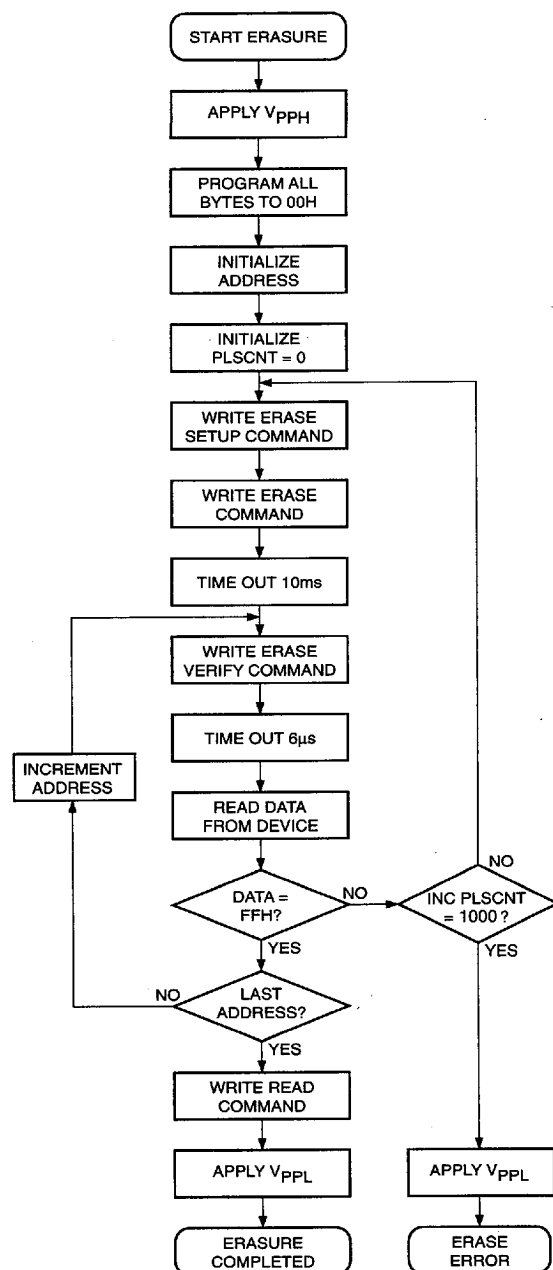 START ERASURE
APPLY VPPH
PROGRAM ALL
BYTES TO 00H
INITIALIZE
ADDRESS
INITIALIZE
PLSCNT = 0
WRITE ERASE
SETUP COMMAND
WRITE ERASE
COMMAND
TIME OUT 10ms
WRITE ERASE
VERIFY COMMAND
TIME OUT 6µs
INCREMENT
ADDRESS
READ DATA
FROM DEVICE
DATA =
FFH?
NO
YES
INC PLSCNT
= 1000 ?
NO
YES
LAST
ADDRESS?
NO
YES
WRITE READ
COMMAND
APPLY VPPL
APPLY VPPL
ERASURE
COMPLETED
ERASE
ERROR